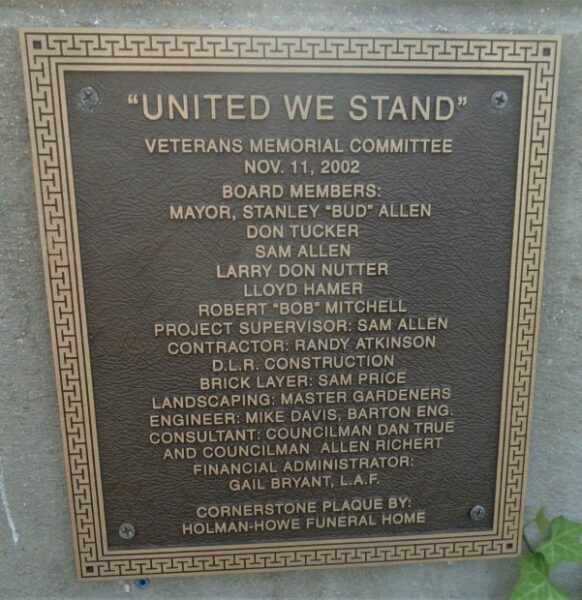 “UNITED WE STAND”
VETERANS MEMORIAL COMMITTEE
NOV. 11, 2002
BOARD MEMBERS:
MAYOR, STANLEY “BUD” ALLEN
DON TUCKER
SAM ALLEN
LARRY DON NUTTER
LLOYD HAMER
ROBERT “BOB” MITCHELL
PROJECT SUPERVISOR: SAM ALLEN
CONTRACTOR: RANDY ATKINSON
D.L.R. CONSTRUCTION
BRICK LAYER: SAM PRICE
LANDSCAPING: MASTER GARDENERS
ENGINEER: MIKE DAVIS, BARTON ENG.
CONSULTANT: COUNCILMAN DAN TRUE
AND COUNCILMAN ALLEN RICHERT
FINANCIAL ADMINISTRATOR:
GAIL BRYANT, L.A.F.
CORNERSTONE PLAQUE BY:
HOLMAN-HOWE FUNERAL HOME